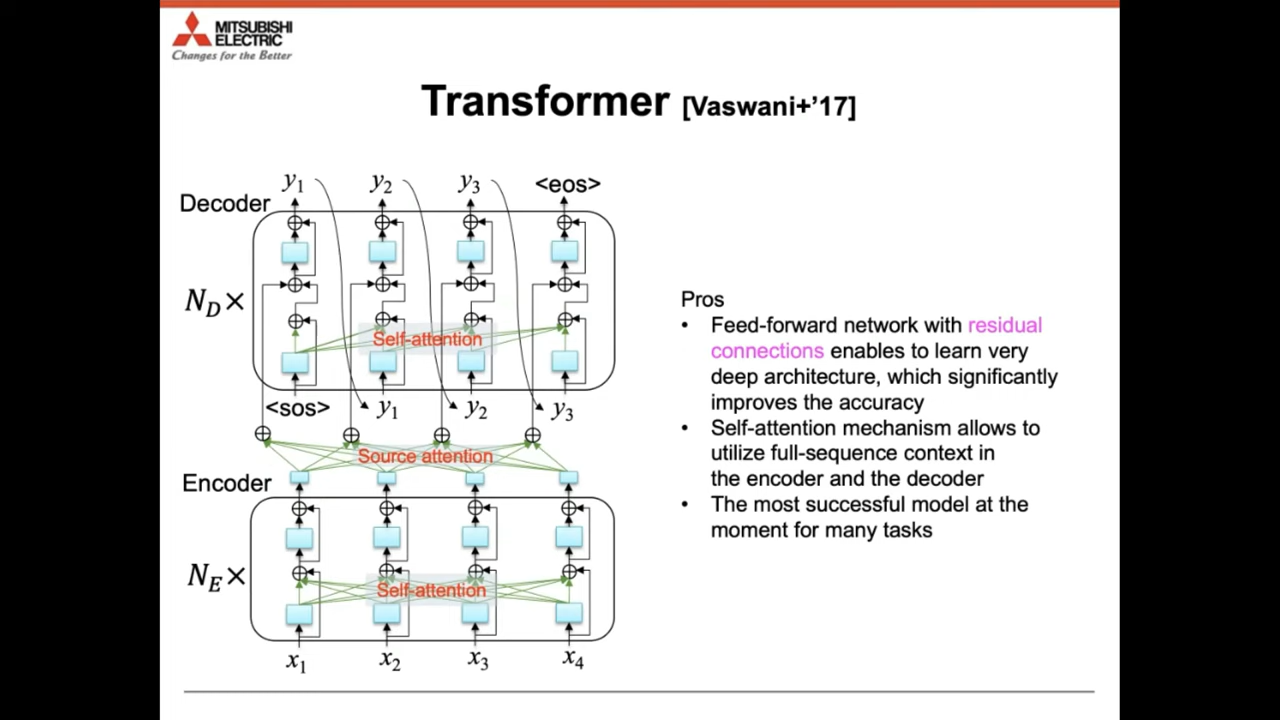 MITSUBISHI
ELECTRIC
Changes for the Better
Transformer [Vaswani+’17]
y1 y2 y3 <eos>
Decoder
ND×
Self-attention
<sos> y1 y2 y3
Source attention
Encoder
NE×
Self-attention
x1 x2 x3 x4
Pros
• Feed-forward network with residual
connections enables to learn very
deep architecture, which significantly
improves the accuracy
• Self-attention mechanism allows to
utilize full-sequence context in
the encoder and the decoder
• The most successful model at the
moment for many tasks